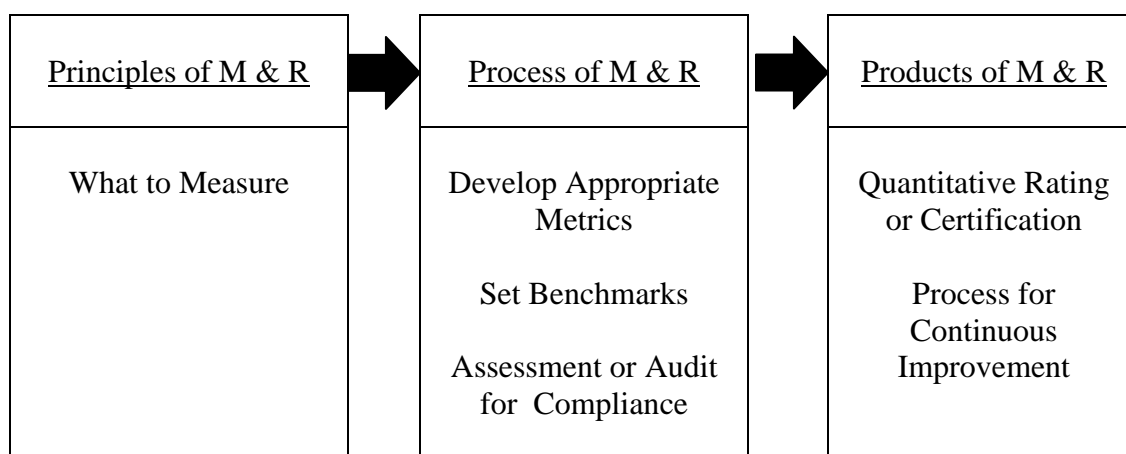 Principles of M & R
What to Measure
Process of M & R
Develop Appropriate
Metrics
Set Benchmarks
Assessment or Audit
for Compliance
Products of M & R
Quantitative Rating
or Certification
Process for
Continuous
Improvement